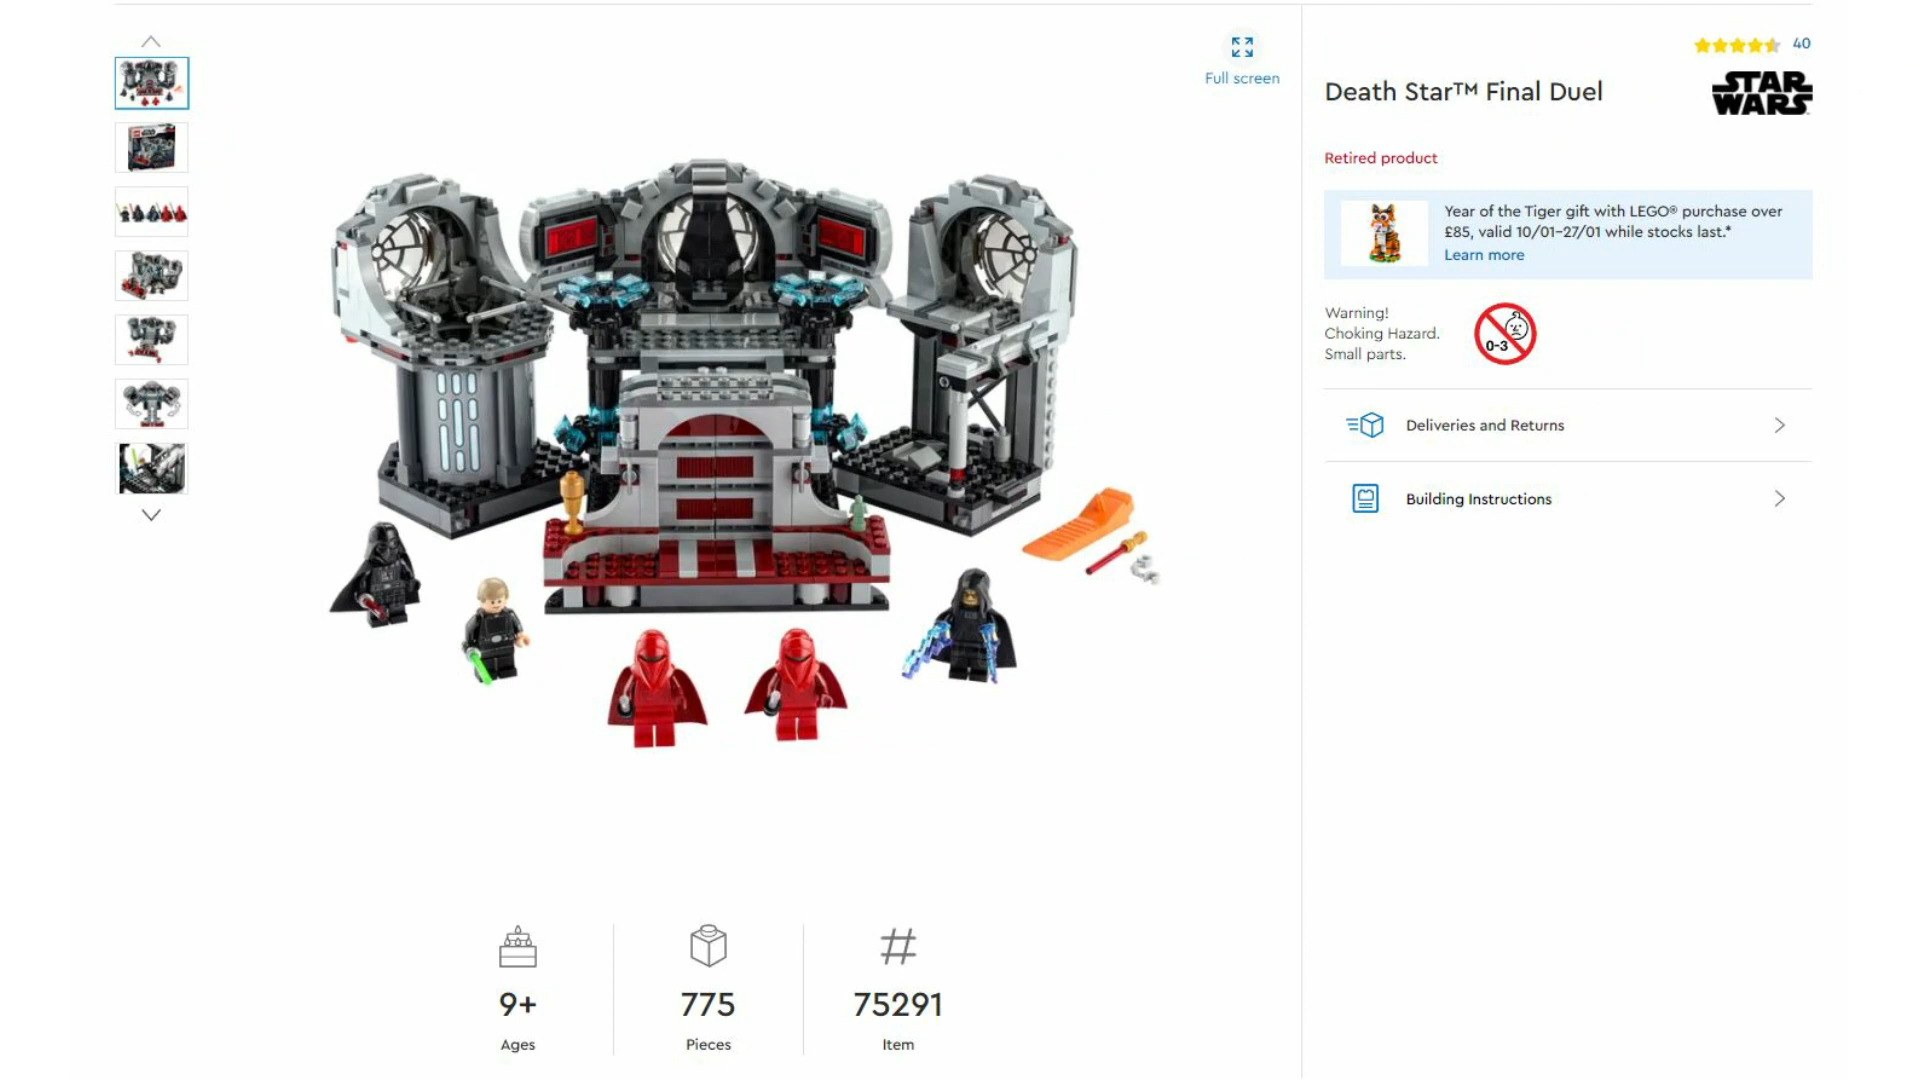 Full screen
40
Death Star™ Final Duel
STAR
WARS
Retired product
Year of the Tiger gift with LEGO® purchase over
£85, valid 10/01-27/01 while stocks last.*
Learn more
Warning!
Choking Hazard.
Small parts.
0-3
Deliveries and Returns
Building Instructions
9+
Ages
775
Pieces
75291
Item